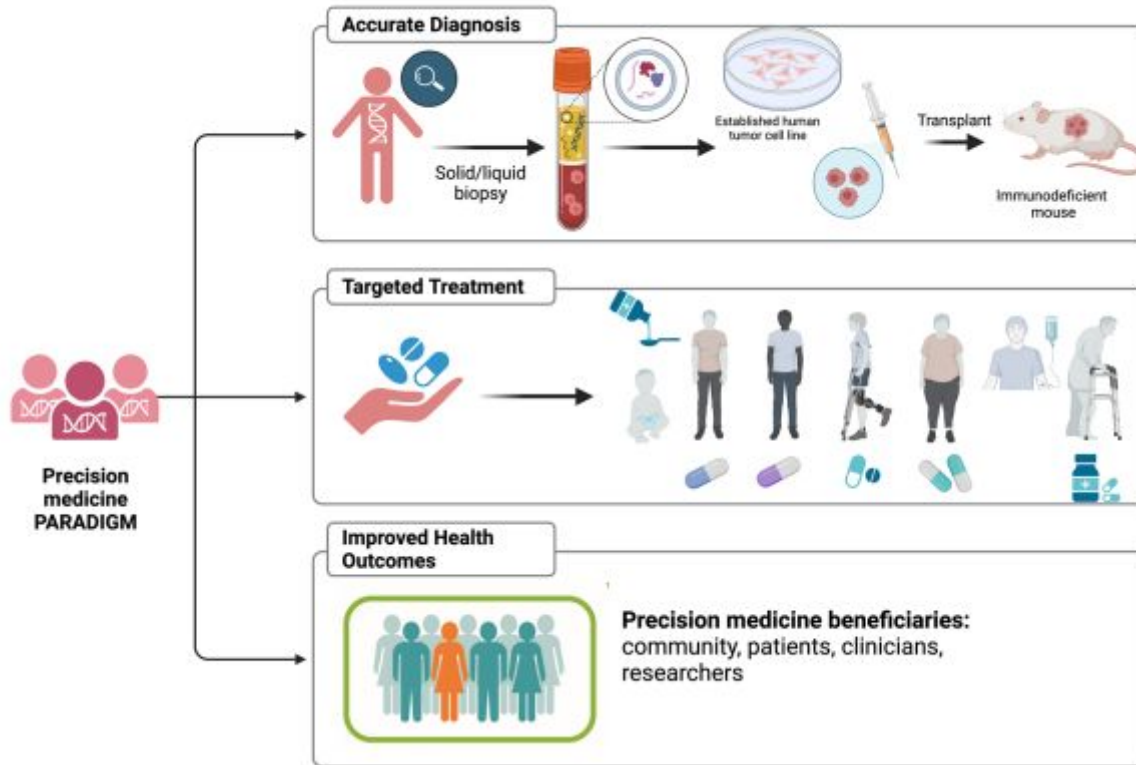 Accurate Diagnosis
Solid/liquid
biopsy
Established human
tumor cell line
Transplant
Immunodeficient
mouse
Targeted Treatment
Precision
medicine
PARADIGM
Improved Health
Outcomes
Precision medicine beneficiaries:
community, patients, clinicians,
researchers